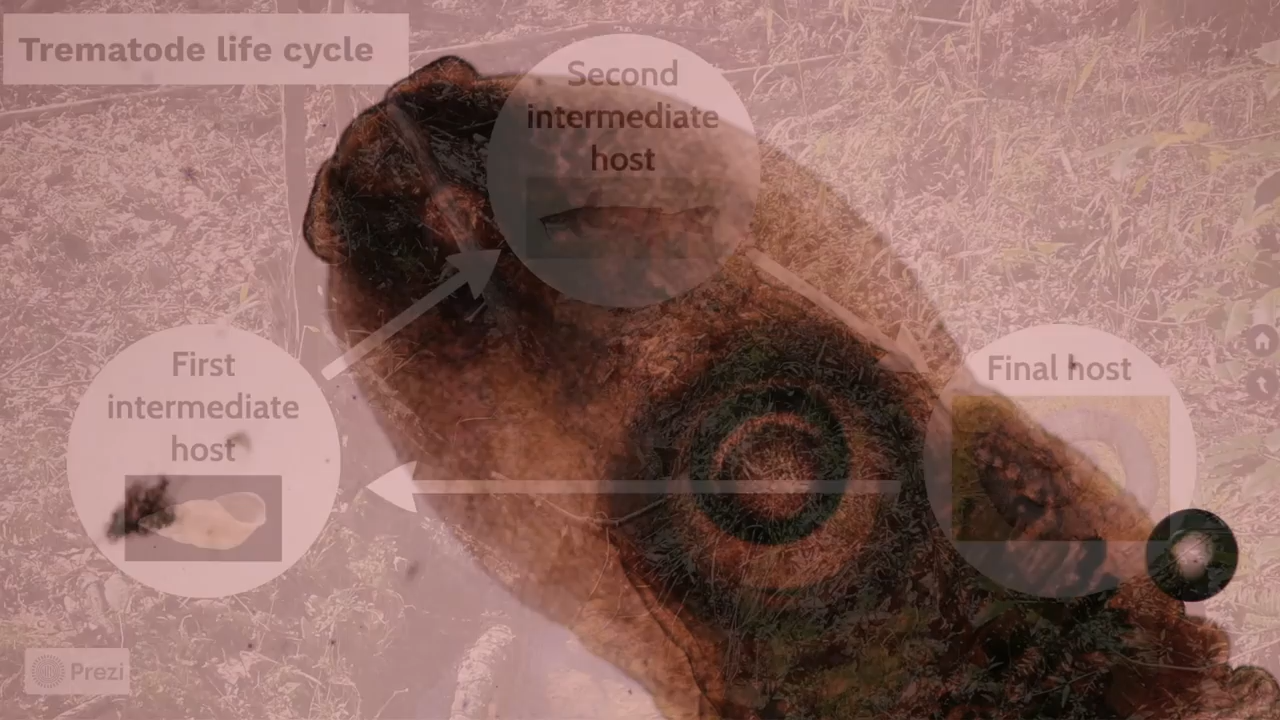 Trematode life cycle
Second
intermediate
host
First
intermediate
host
Final host
Prezi